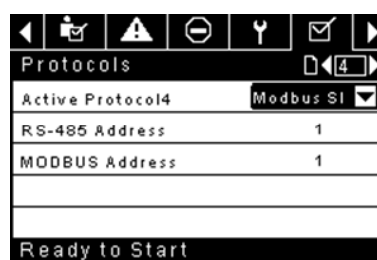 Protocols 4
Active Protocol4 Modbus Sl
RS-485 Address 1
MODBUS Address 1
Ready to Start